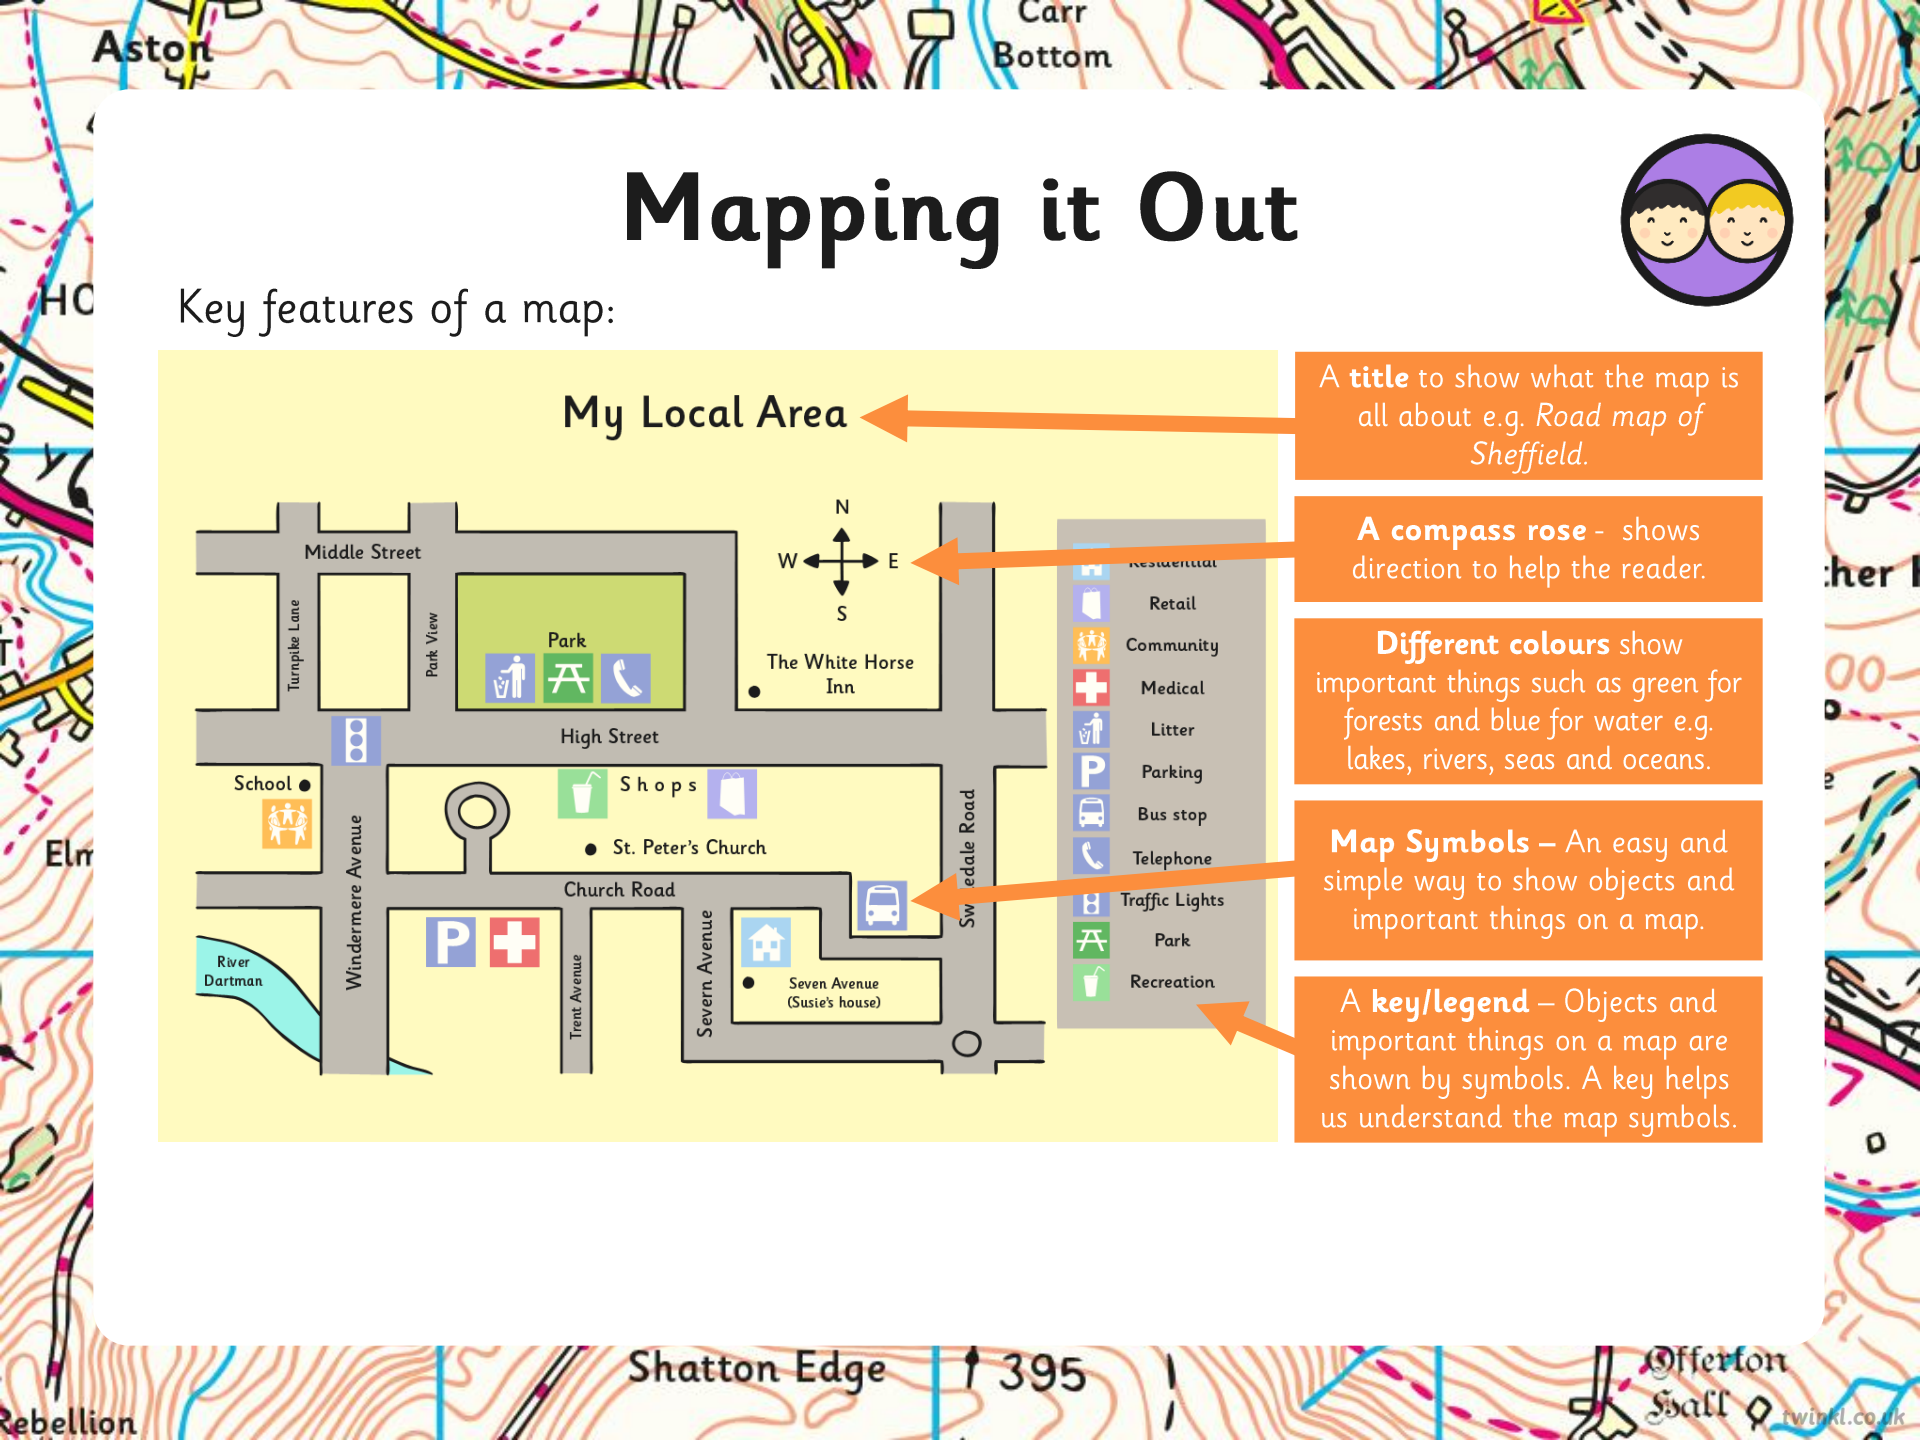 Aston
Carr
Bottom
Mapping it Out
Key features of a map:
My Local Area
N
W
E
S
Middle Street
Turnpike Lane
Park View
Park
The White Horse
Inn
High Street
School
Shops
St. Peter's Church
Windermere Avenue
Church Road
River
Dartman
Trent Avenue
Severn Avenue
Seven Avenue
(Susie's house)
Road
Residential
Retail
Community
Medical
Litter
P Parking
Bus stop
Telephone
Traffic Lights
Park
Recreation
P
A title to show what the map is
all about e.g. Road map of
Sheffield.
A compass rose - shows
direction to help the reader.
Different colours show
important things such as green for
forests and blue for water e.g.
lakes, rivers, seas and oceans.
Map Symbols – An easy and
simple way to show objects and
important things on a map.
A key/legend – Objects and
important things on a map are
shown by symbols. A key helps
us understand the map symbols.
Shatton Edge
395
Offerton
Hall
Rebellion
twinkl.co.uk